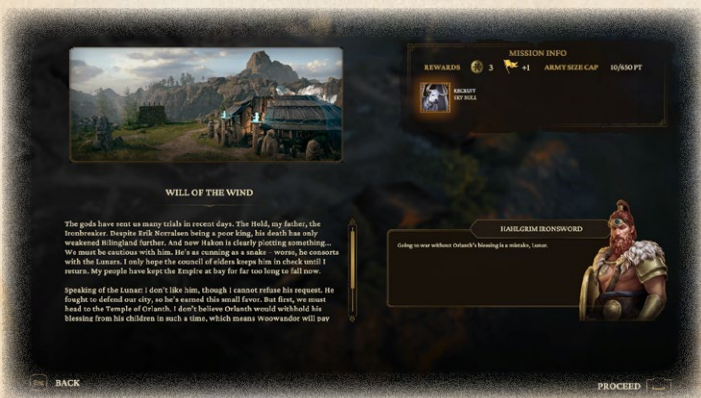 MISSION INFO
REWARDS 3 +1 ARMY SIZE CAP 10/650 PT
RECRUIT
SKY BULL
WILL OF THE WIND
The gods have sent us many trials in recent days. The Hold, my father, the
Ironbreaker. Despite Erik Norralsen being a poor king, his death has only
weakened Hilingland further. And now Hakon is clearly plotting something...
We must be cautious with him. He's as cunning as a snake – worse, he consorts
with the Lunars. I only hope the council of elders keeps him in check until I
return. My people have kept the Empire at bay for far too long to fall now.
Speaking of the Lunar: I don't like him, though I cannot refuse his request. He
fought to defend our city, so he's earned this small favor. But first, we must
head to the Temple of Orlanth. I don't believe Orlanth would withhold his
blessing from his children in such a time, which means Woowandor will pay
HAHLGRIM IRONSWORD
Going to war without Orlanth's blessing is a mistake, Lunar.
Esc BACK
PROCEED